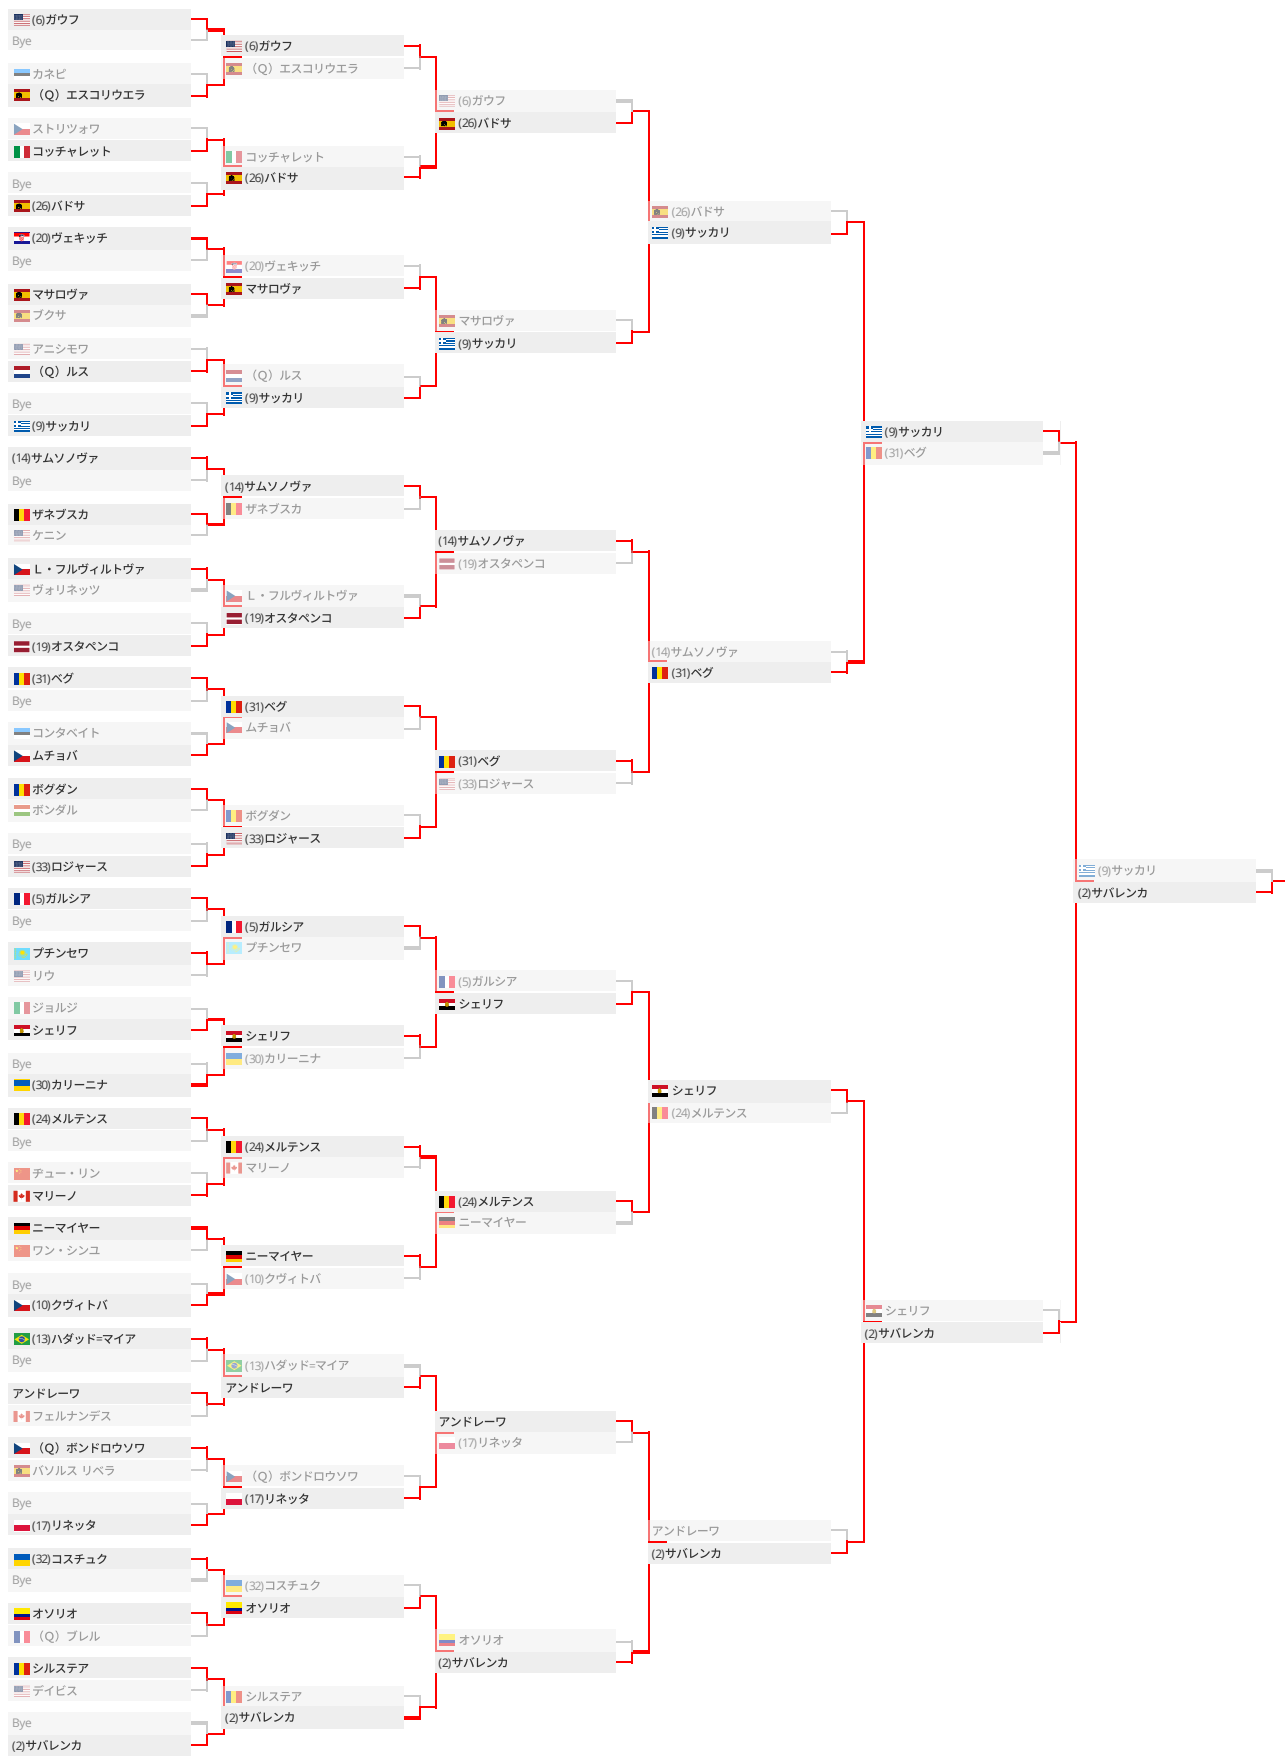 (6)ガウフ
Bye
カネピ
（Q）エスコリウエラ
ストリツォワ
コッチャレット
Bye
(26)バドサ
(20)ヴェキッチ
Bye
マサロヴァ
ブクサ
アニシモワ
（Q）ルス
Bye
(9)サッカリ
(14)サムソノヴァ
Bye
ザネブスカ
ケニン
L・フルヴィルトヴァ
ヴォリネッツ
Bye
(19)オスタペンコ
(31)ベグ
Bye
コンタベイト
ムチョバ
ボグダン
ボンダル
Bye
(33)ロジャース
(5)ガルシア
Bye
プチンセワ
リウ
ジョルジ
シェリフ
Bye
(30)カリーニナ
(24)メルテンス
Bye
ヂュー・リン
マリーノ
ニーマイヤー
ワン・シンユ
Bye
(10)クヴィトバ
(13)ハダッド=マイア
Bye
アンドレーワ
フェルナンデス
（Q）ボンドロウソワ
バソルス リベラ
Bye
(17)リネッタ
(32)コスチュク
Bye
オソリオ
（Q）ブレル
シルステア
デイビス
Bye
(2)サバレンカ
(6)ガウフ
（Q）エスコリウエラ
コッチャレット
(26)バドサ
(20)ヴェキッチ
マサロヴァ
（Q）ルス
(9)サッカリ
(14)サムソノヴァ
ザネブスカ
L・フルヴィルトヴァ
(19)オスタペンコ
(31)ベグ
ムチョバ
ボグダン
(33)ロジャース
(5)ガルシア
プチンセワ
シェリフ
(30)カリーニナ
(24)メルテンス
マリーノ
ニーマイヤー
(10)クヴィトバ
(13)ハダッド=マイア
アンドレーワ
（Q）ボンドロウソワ
(17)リネッタ
(32)コスチュク
オソリオ
シルステア
(2)サバレンカ
(6)ガウフ
(26)バドサ
マサロヴァ
(9)サッカリ
(14)サムソノヴァ
(19)オスタペンコ
(31)ベグ
(33)ロジャース
(5)ガルシア
シェリフ
(24)メルテンス
ニーマイヤー
アンドレーワ
(17)リネッタ
オソリオ
(2)サバレンカ
(26)バドサ
(9)サッカリ
(14)サムソノヴァ
(31)ベグ
シェリフ
(24)メルテンス
アンドレーワ
(2)サバレンカ
(9)サッカリ
(31)ベグ
シェリフ
(2)サバレンカ
(9)サッカリ
(2)サバレンカ